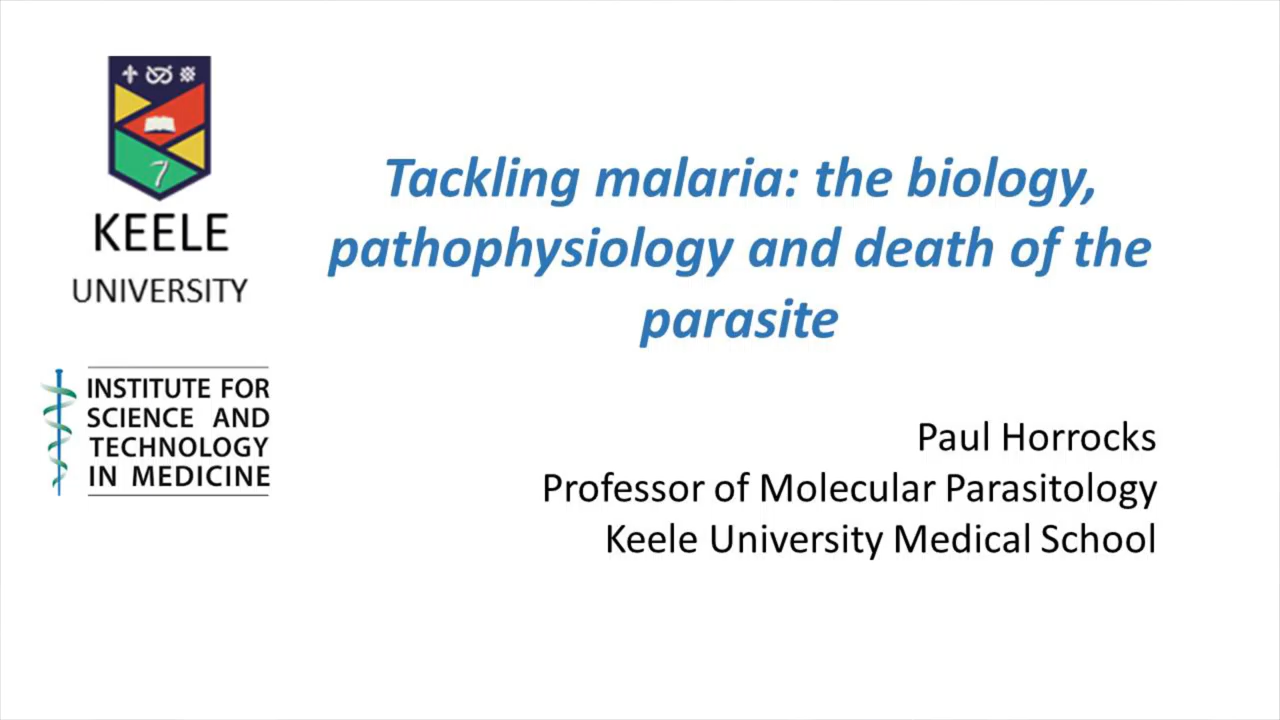 KEELE
UNIVERSITY
INSTITUTE FOR
SCIENCE AND
TECHNOLOGY
IN MEDICINE
Tackling malaria: the biology,
pathophysiology and death of the
parasite
Paul Horrocks
Professor of Molecular Parasitology
Keele University Medical School